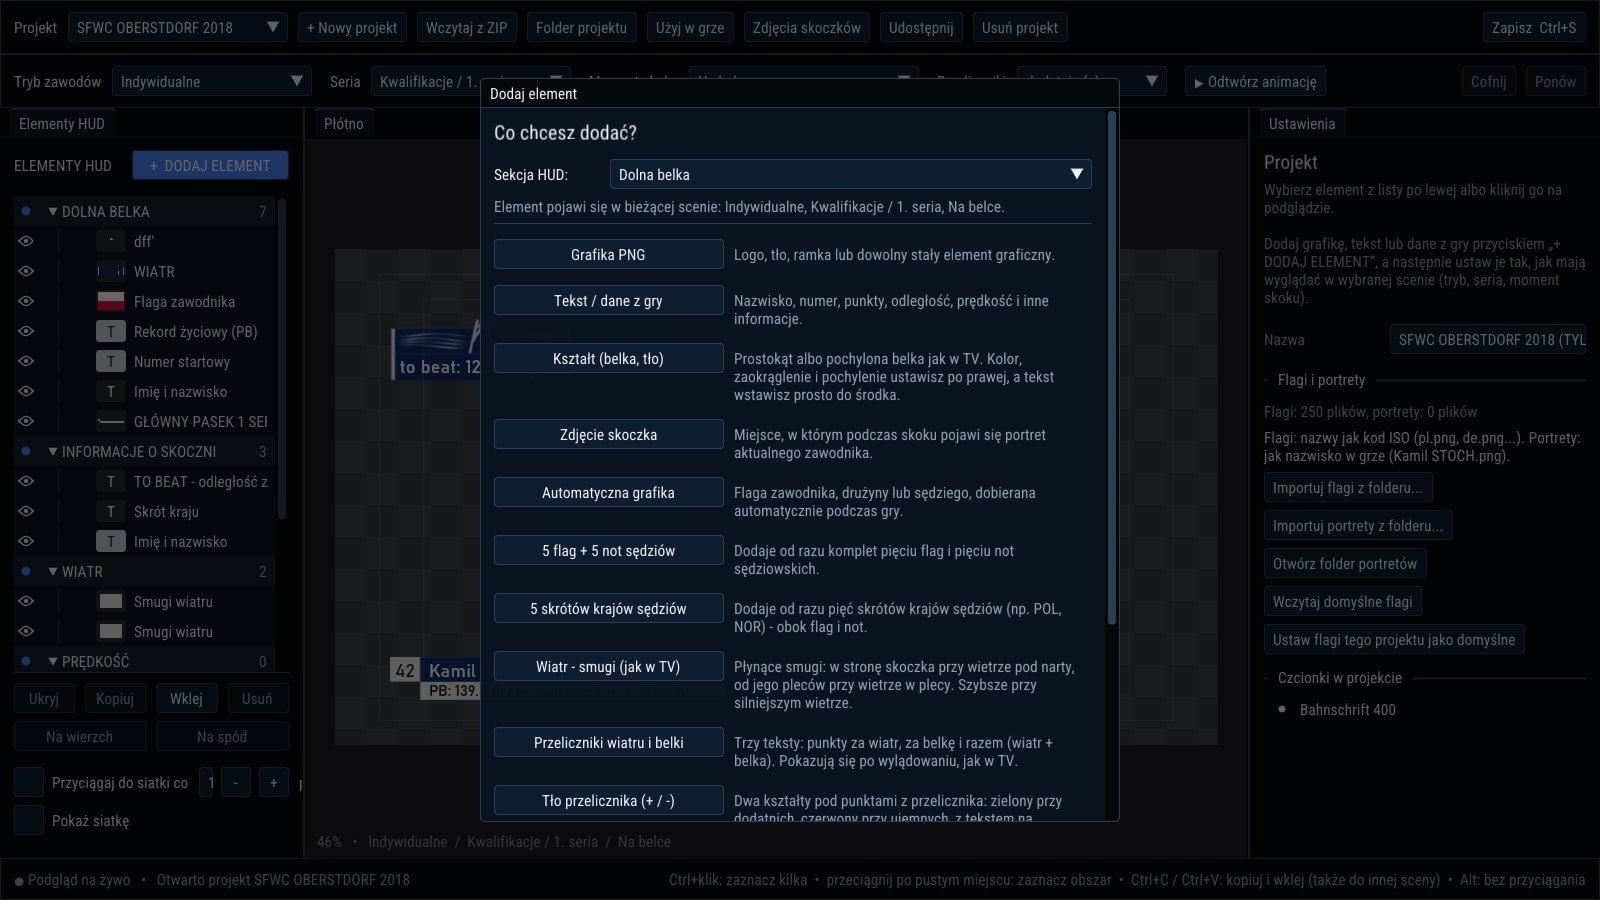 Projekt
SFWC OBERSTDORF 2018
+ Nowy projekt
Wczytaj z ZIP
Folder projektu
Użyj w grze
Zdjęcia skoczków
Udostępnij
Usuń projekt
Zapisz Ctrl+S
Tryb zawodów
Indywidualne
Seria
Kwalifikacje / 1.
Odtwórz animację
Cofnij
Ponów
Elementy HUD
Płótno
Ustawienia
ELEMENTY HUD
+ DODAJ ELEMENT
DOLNA BELKA 7
dff'
WIATR
Flaga zawodnika
T Rekord życiowy (PB)
T Numer startowy
T Imię i nazwisko
GŁÓWNY PASEK 1 SEI
INFORMACJE O SKOCZNI 3
T TO BEAT - odległość z
T Skrót kraju
T Imię i nazwisko
WIATR 2
Smugi wiatru
Smugi wiatru
PRĘDKOŚĆ 0
Ukryj
Kopiuj
Wklej
Usuń
Na wierzch
Na spód
Przyciągaj do siatki co 1 - +
Pokaż siatkę
to beat: 12
42 Kamil
PB: 139.
46% • Indywidualne / Kwalifikacje / 1. seria / Na belce
Dodaj element
Co chcesz dodać?
Sekcja HUD:
Dolna belka
Element pojawi się w bieżącej scenie: Indywidualne, Kwalifikacje / 1. seria, Na belce.
Grafika PNG
Logo, tło, ramka lub dowolny stały element graficzny.
Tekst / dane z gry
Nazwisko, numer, punkty, odległość, prędkość i inne
informacje.
Kształt (belka, tło)
Prostokąt albo pochylona belka jak w TV. Kolor,
zaokrąglenie i pochylenie ustawisz po prawej, a tekst
wstawisz prosto do środka.
Zdjęcie skoczka
Miejsce, w którym podczas skoku pojawi się portret
aktualnego zawodnika.
Automatyczna grafika
Flaga zawodnika, drużyny lub sędziego, dobierana
automatycznie podczas gry.
5 flag + 5 not sędziów
Dodaje od razu komplet pięciu flag i pięciu not
sędziowskich.
5 skrótów krajów sędziów
Dodaje od razu pięć skrótów krajów sędziów (np. POL,
NOR) - obok flag i not.
Wiatr - smugi (jak w TV)
Płynące smugi: w stronę skoczka przy wietrze pod narty,
od jego pleców przy wietrze w plecy. Szybsze przy
silniejszym wietrze.
Przeliczniki wiatru i belki
Trzy teksty: punkty za wiatr, za belkę i razem (wiatr +
belka). Pokazują się po wylądowaniu, jak w TV.
Tło przelicznika (+ / -)
Dwa kształty pod punktami z przelicznika: zielony przy
dodatnich, czerwony przy ujemnych, z tekstem na
Projekt
Wybierz element z listy po lewej albo kliknij go na
podglądzie.
Dodaj grafikę, tekst lub dane z gry przyciskiem „+
DODAJ ELEMENT”, a następnie ustaw je tak, jak mają
wyglądać w wybranej scenie (tryb, seria, moment
skoku).
Nazwa
SFWC OBERSTDORF 2018 (TYL
Flagi i portrety
Flagi: 250 plików, portrety: 0 plików
Flagi: nazwy jak kod ISO (pl.png, de.png...). Portrety:
jak nazwisko w grze (Kamil STOCH.png).
Importuj flagi z folderu...
Importuj portrety z folderu...
Otwórz folder portretów
Wczytaj domyślne flagi
Ustaw flagi tego projektu jako domyślne
Czcionki w projekcie
• Bahnschrift 400
Podgląd na żywo • Otwarto projekt SFWC OBERSTDORF 2018
Ctrl+klik: zaznacz kilka • przeciągnij po pustym miejscu: zaznacz obszar • Ctrl+C / Ctrl+V: kopiuj i wklej (także do innej sceny) • Alt: bez przyciągania